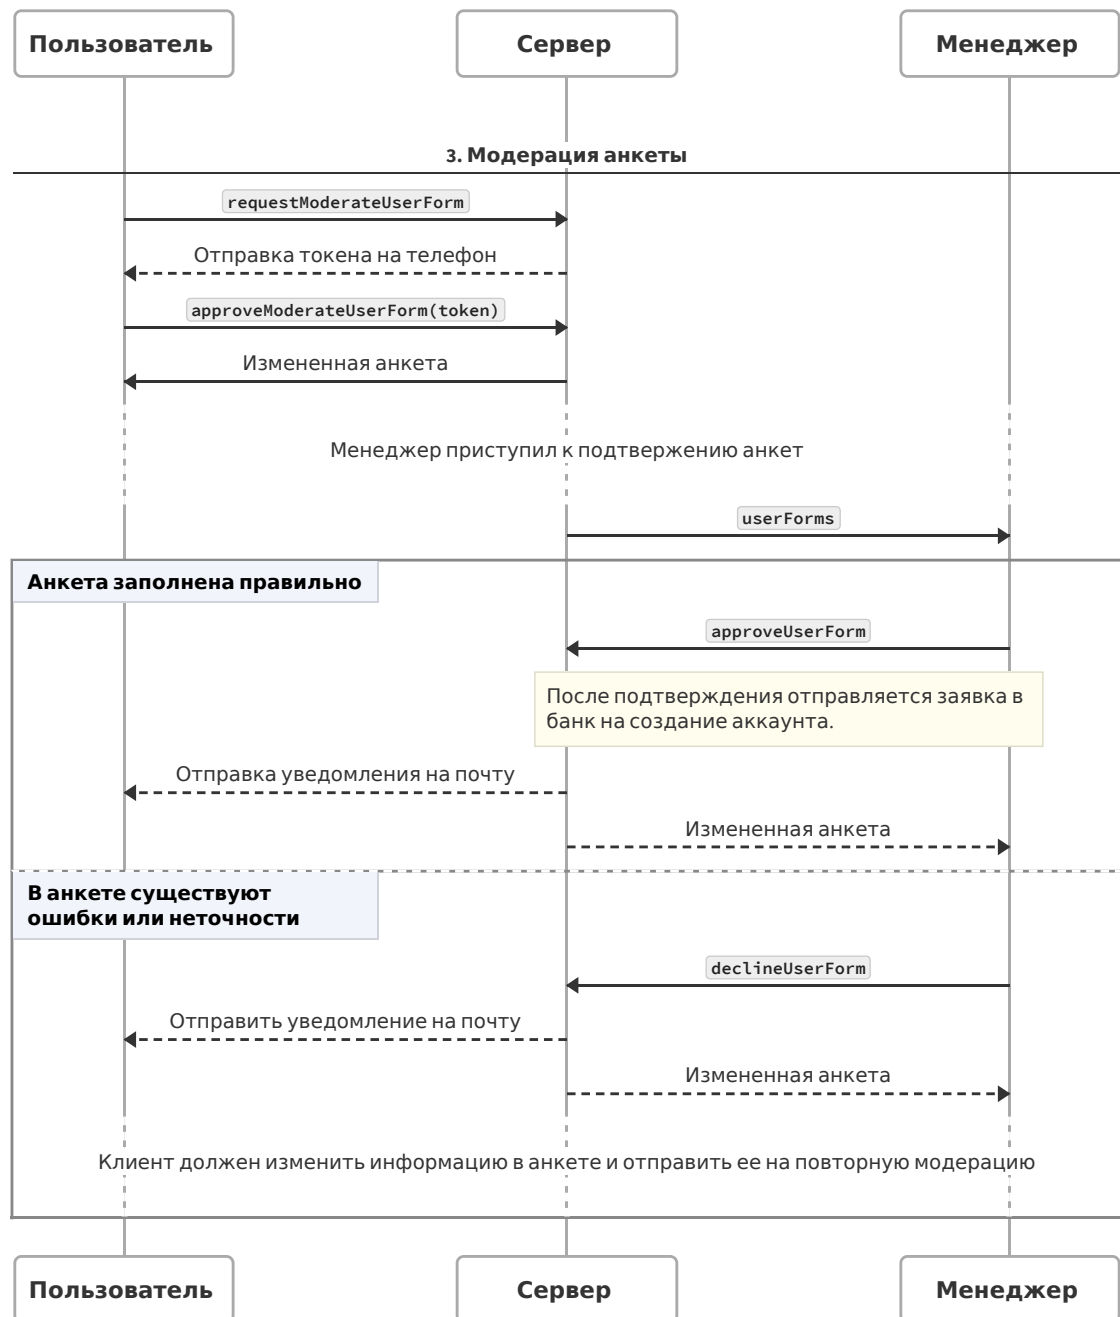 Пользователь
Сервер
Менеджер
3. Модерация анкеты
requestModerateUserForm
Отправка токена на телефон
approveModerateUserForm(token)
Измененная анкета
Менеджер приступил к подтвержению анкет
userForms
Анкета заполнена правильно
approveUserForm
После подтверждения отправляется заявка в
банк на создание аккаунта.
Отправка уведомления на почту
Измененная анкета
В анкете существуют
ошибки или неточности
declineUserForm
Отправить уведомление на почту
Измененная анкета
Клиент должен изменить информацию в анкете и отправить ее на повторную модерацию
Пользователь
Сервер
Менеджер